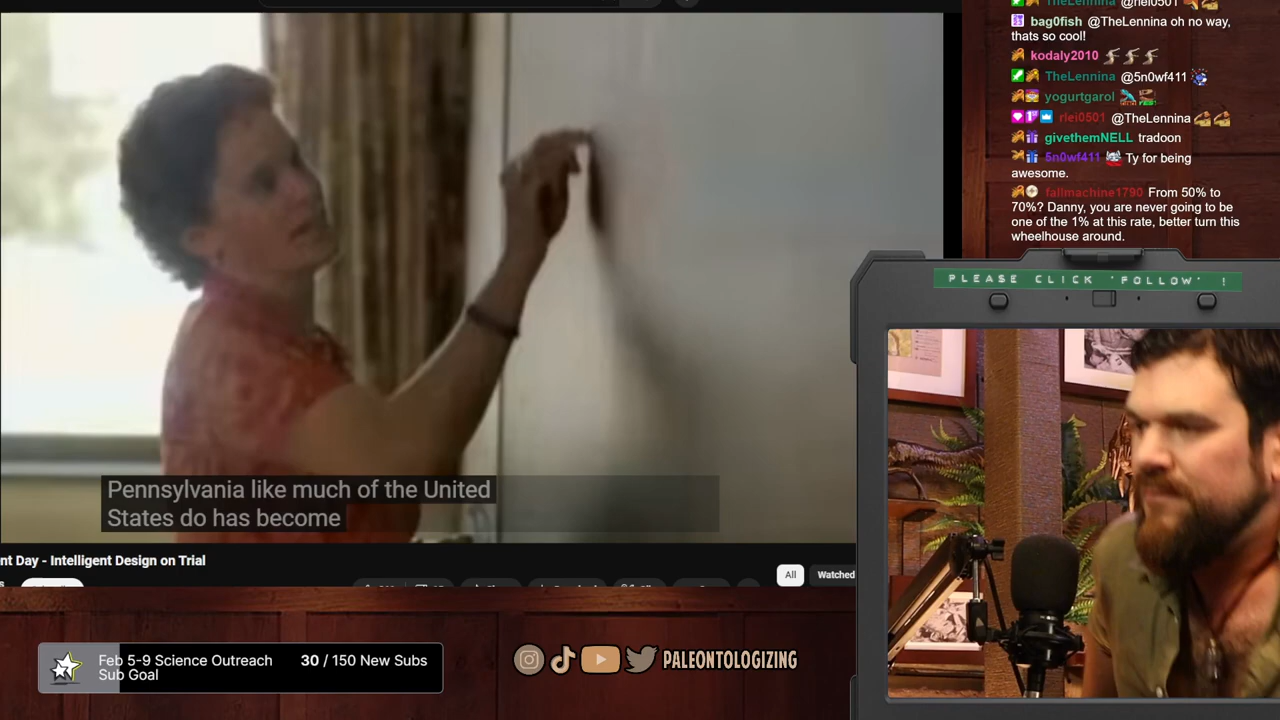 TheLennina @rlei0501
bag0fish @TheLennina oh no way,
thats so cool!
kodaly2010
TheLennina @5n0wf411
yogurtgarol
rlei0501 @TheLennina
givethemNELL tradoon
5n0wf411 Ty for being
awesome.
fallmachine1790 From 50% to
70%? Danny, you are never going to be
one of the 1% at this rate, better turn this
wheelhouse around.
PLEASE CLICK 'FOLLOW' !
Pennsylvania like much of the United
States do has become
nt Day - Intelligent Design on Trial
All
Watched
Feb 5-9 Science Outreach
Sub Goal
30 / 150 New Subs
PALEONTOLOGIZING